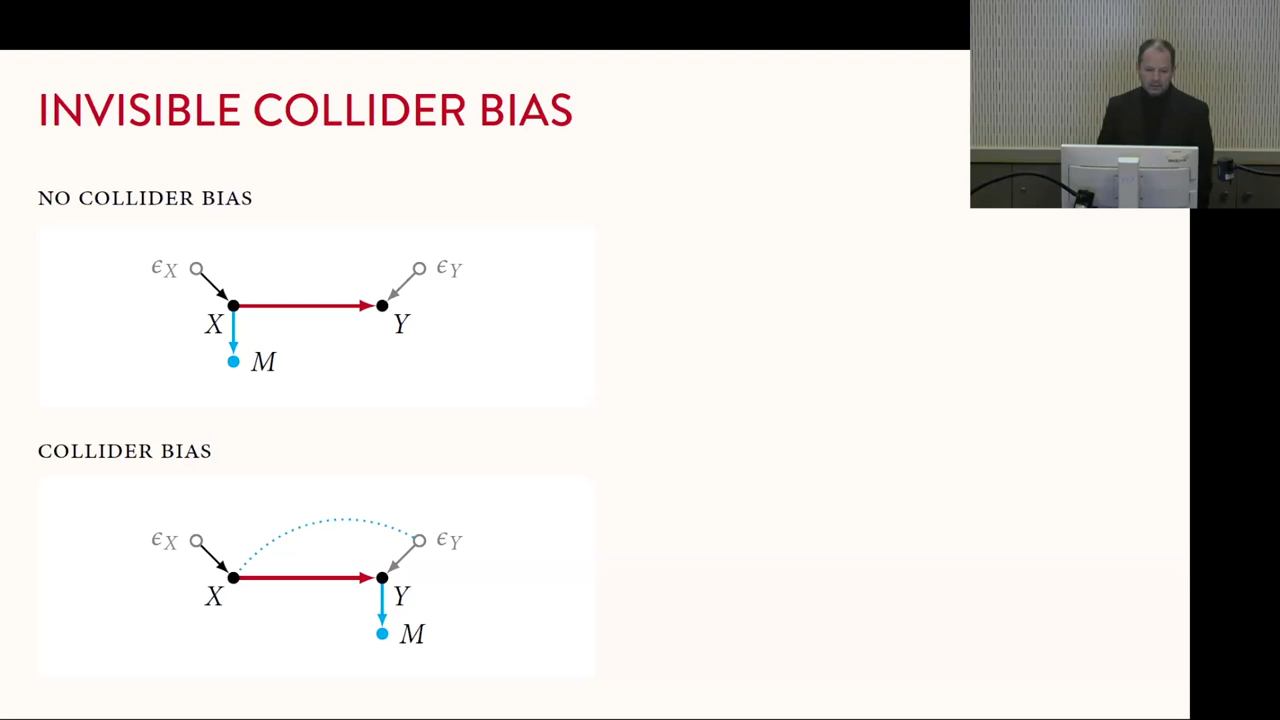 INVISIBLE COLLIDER BIAS
NO COLLIDER BIAS
ϵX ϵY
X Y
M
COLLIDER BIAS
ϵX ϵY
X Y
M